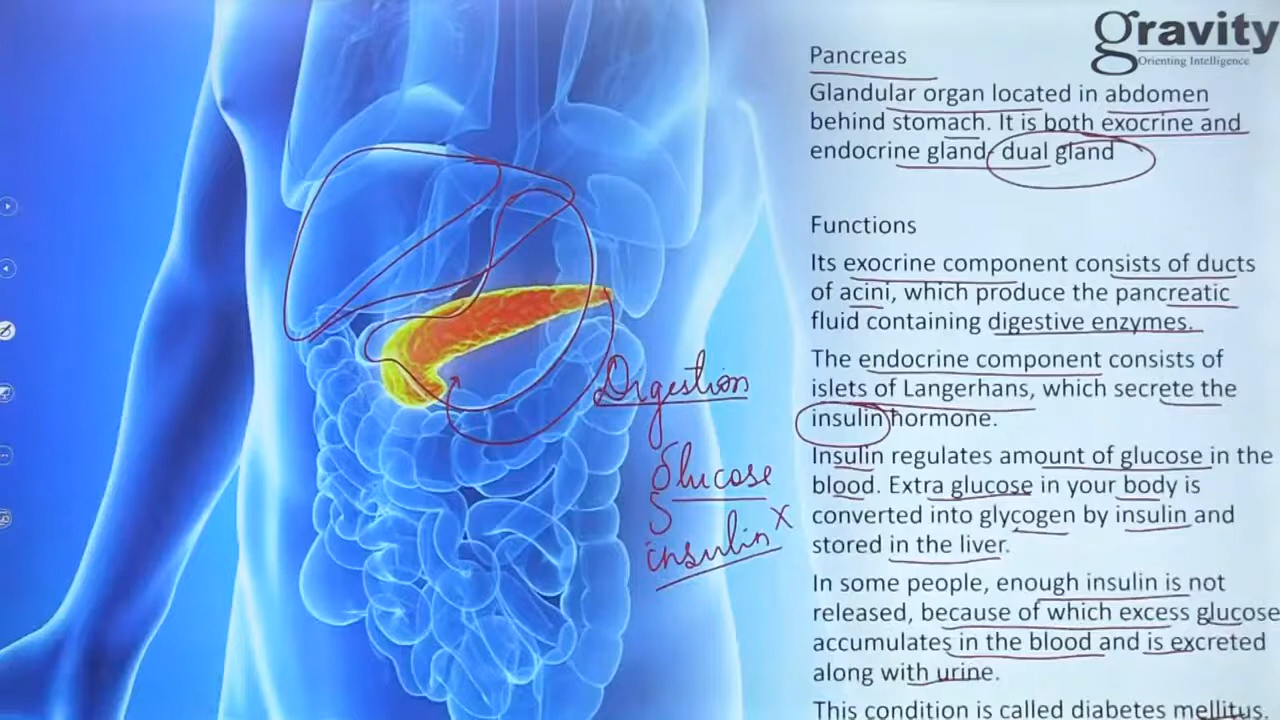 gravity
Orienting Intelligence
Pancreas
Glandular organ located in abdomen
behind stomach. It is both exocrine and
endocrine gland dual gland
Functions
Its exocrine component consists of ducts
of acini, which produce the pancreatic
fluid containing digestive enzymes.
The endocrine component consists of
islets of Langerhans, which secrete the
insulin hormone.
Insulin regulates amount of glucose in the
blood. Extra glucose in your body is
converted into glycogen by insulin and
stored in the liver.
In some people, enough insulin is not
released, because of which excess glucose
accumulates in the blood and is excreted
along with urine.
This condition is called diabetes mellitus.
Digestion
Glucose
insulin x